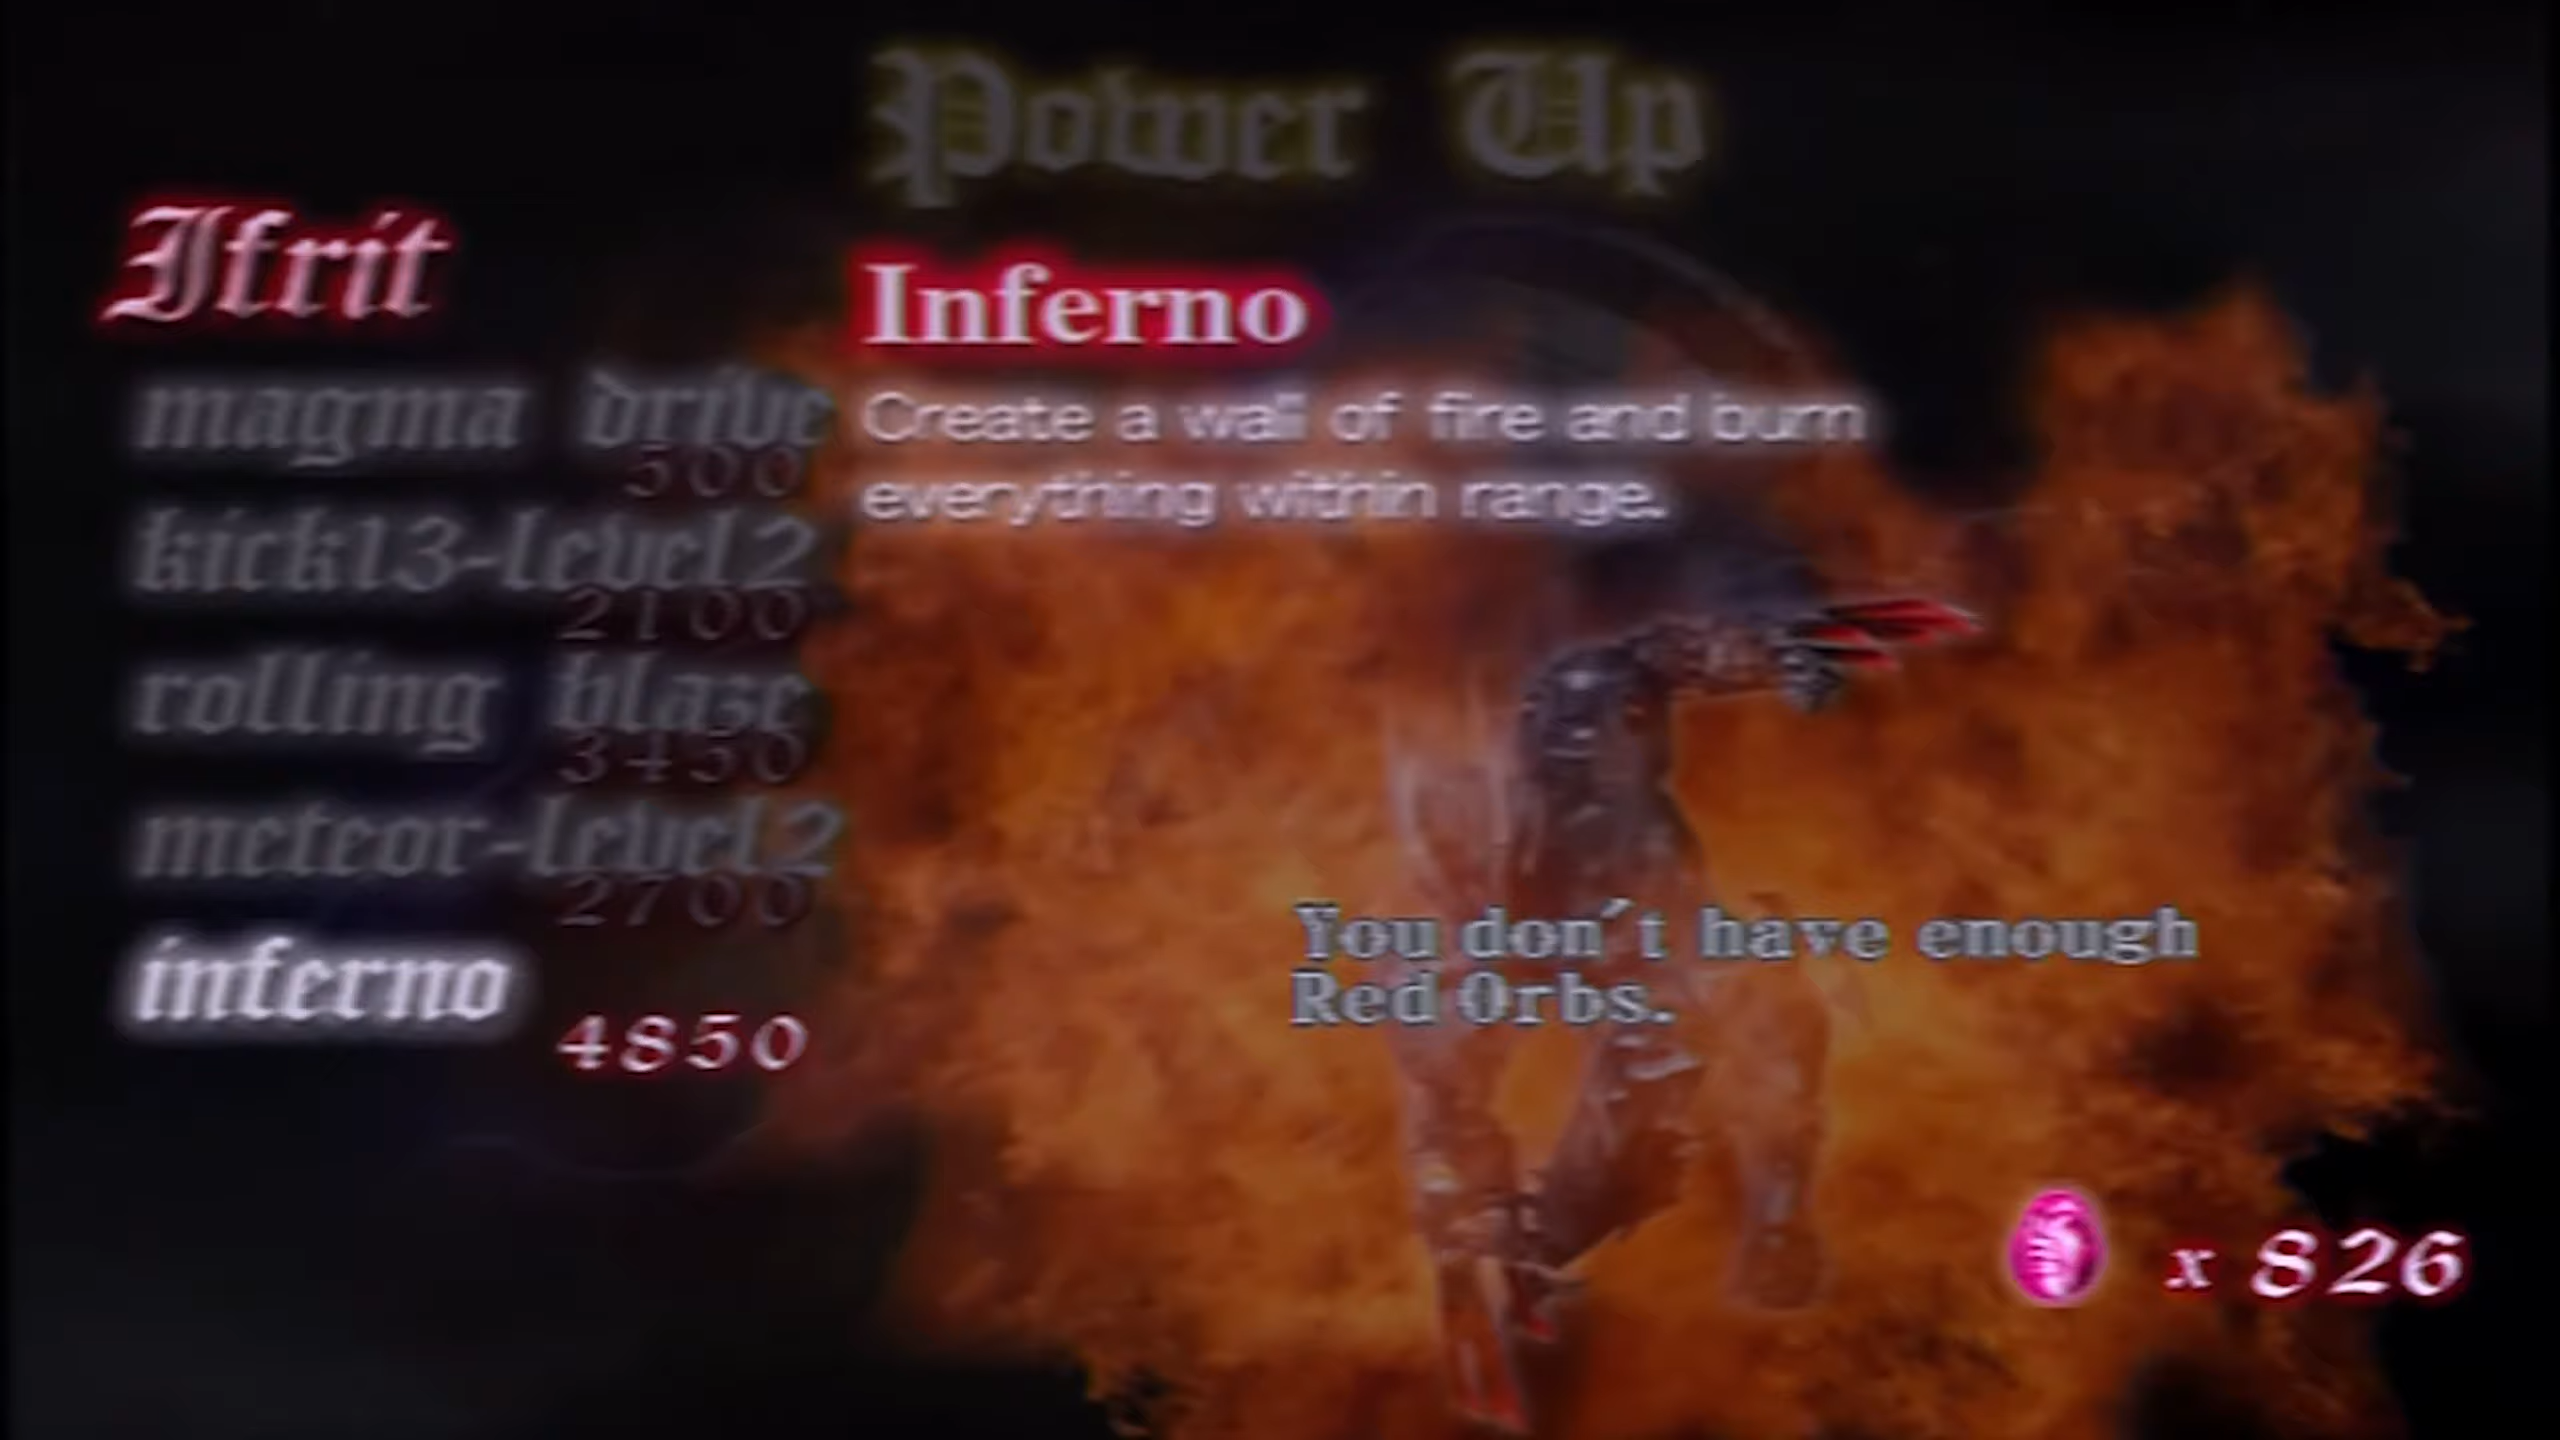 Power Up
Ifrit
magma drive
500
kick13-level2
2100
rolling blaze
3450
meteor-level2
2700
inferno
4850
Inferno
Create a wall of fire and burn
everything within range.
You don't have enough
Red Orbs.
x 826